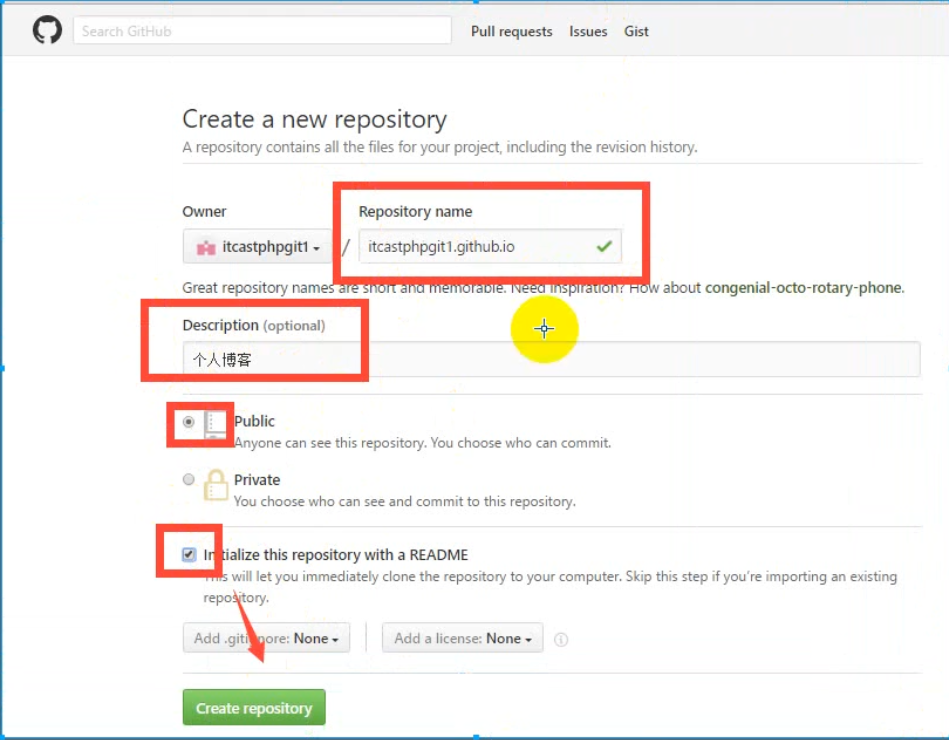 Search GitHub
Pull requests Issues Gist
Create a new repository
A repository contains all the files for your project, including the revision history.
Owner
Repository name
itcastphpgit1 / itcastphpgit1.github.io
Great repository names are short and memorable. Need inspiration? How about congenial-octo-rotary-phone.
Description (optional)
个人博客
Public
Anyone can see this repository. You choose who can commit.
Private
You choose who can see and commit to this repository.
Initialize this repository with a README
This will let you immediately clone the repository to your computer. Skip this step if you're importing an existing
repository.
Add .gitignore: None Add a license: None
Create repository